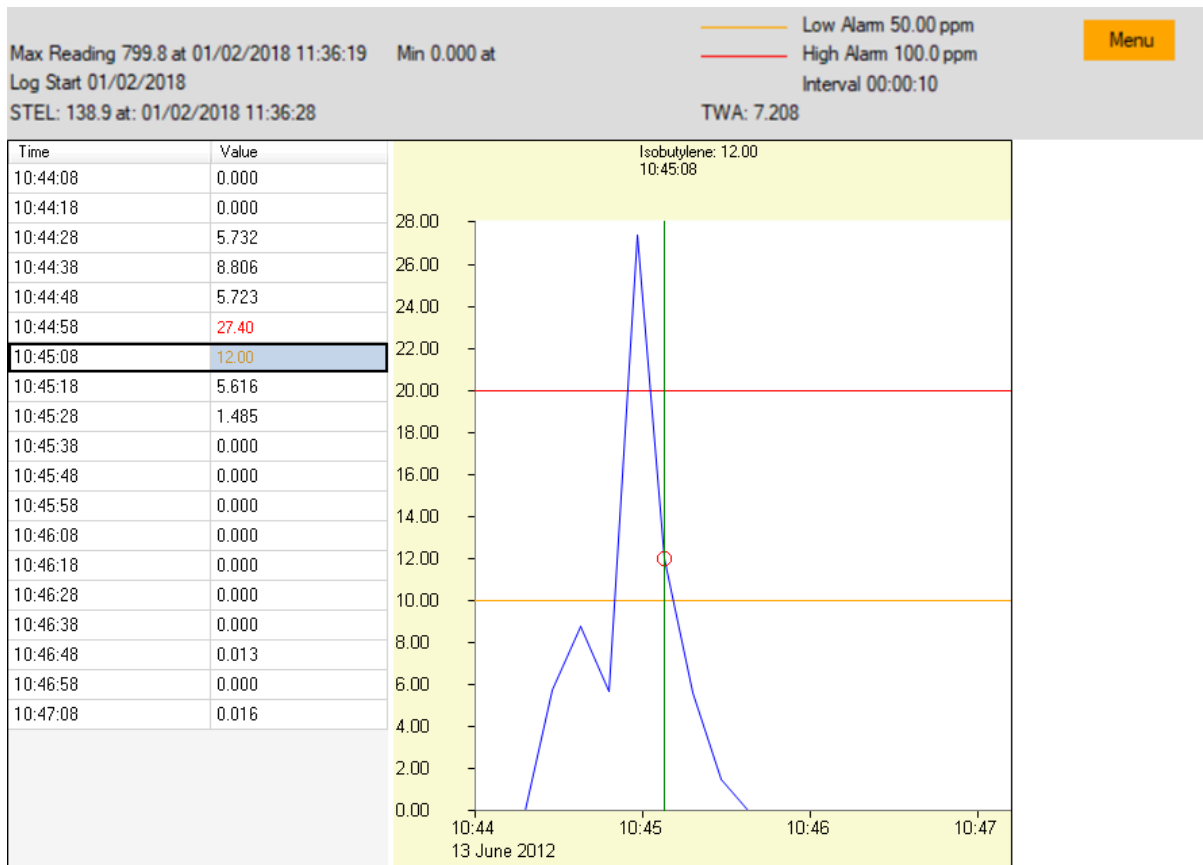 Max Reading 799.8 at 01/02/2018 11:36:19 Min 0.000 at
Log Start 01/02/2018
STEL: 138.9 at: 01/02/2018 11:36:28
Low Alarm 50.00 ppm
High Alarm 100.0 ppm
Interval 00:00:10
TWA: 7.208
Menu
Time Value
10:44:08 0.000
10:44:18 0.000
10:44:28 5.732
10:44:38 8.806
10:44:48 5.723
10:44:58 27.40
10:45:08 12.00
10:45:18 5.616
10:45:28 1.485
10:45:38 0.000
10:45:48 0.000
10:45:58 0.000
10:46:08 0.000
10:46:18 0.000
10:46:28 0.000
10:46:38 0.000
10:46:48 0.013
10:46:58 0.000
10:47:08 0.016
Isobutylene: 12.00
10:45:08
28.00
26.00
24.00
22.00
20.00
18.00
16.00
14.00
12.00
10.00
8.00
6.00
4.00
2.00
0.00
10:44 10:45 10:46 10:47
13 June 2012